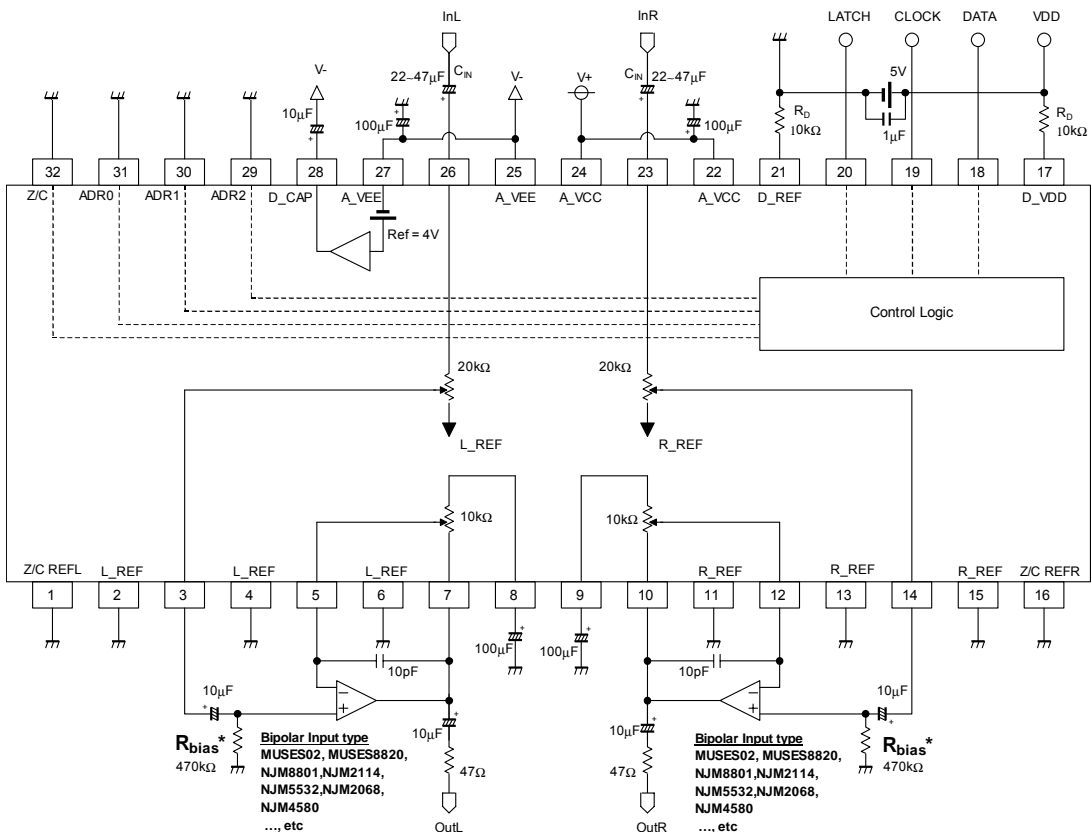 InL InR LATCH CLOCK DATA VDD
V- 22~47μF CIN V- V+ CIN 22~47μF 5V
10μF 100μF 100μF RD 10kΩ 1μF RD 10kΩ
32 31 30 29 28 27 26 25 24 23 22 21 20 19 18 17
Z/C ADR0 ADR1 ADR2 D_CAP A_VEE A_VEE A_VCC A_VCC D_REF D_VDD
Ref = 4V
Control Logic
20kΩ 20kΩ
L_REF R_REF
10kΩ 10kΩ
Z/C REFL L_REF L_REF L_REF R_REF R_REF R_REF Z/C REFR
1 2 3 4 5 6 7 8 9 10 11 12 13 14 15 16
100μF 100μF
10pF 10pF
10μF 10μF
Rbias* 470kΩ
Bipolar Input type
MUSES02, MUSES8820,
NJM8801,NJM2114,
NJM5532,NJM2068,
NJM4580
..., etc
10μF
47Ω
OutL
10μF
47Ω
OutR
Bipolar Input type
MUSES02, MUSES8820,
NJM8801,NJM2114,
NJM5532,NJM2068,
NJM4580
..., etc
Rbias*
470kΩ